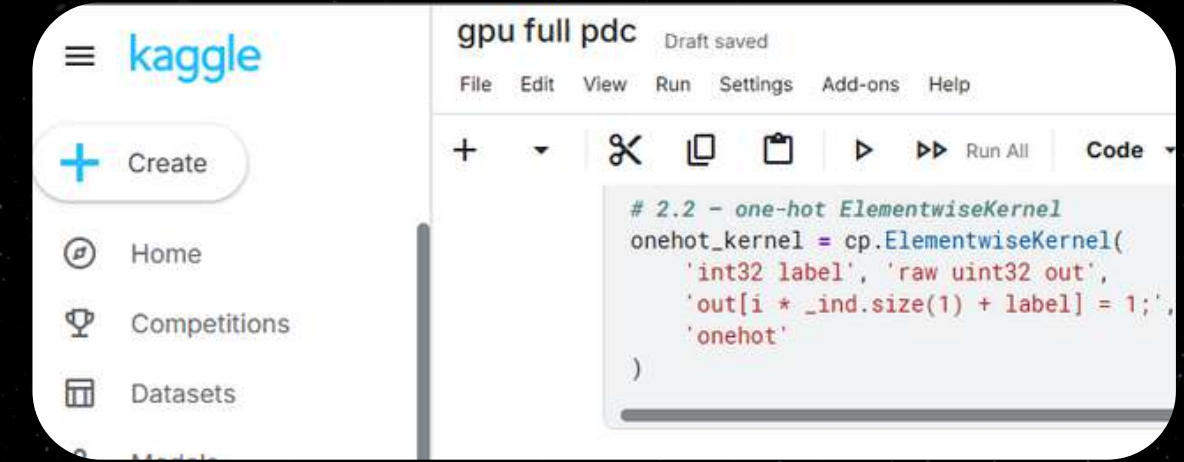 kaggle
Create
Home
Competitions
Datasets
gpu full pdc Draft saved
File Edit View Run Settings Add-ons Help
Run All Code
# 2.2 – one-hot ElementwiseKernel
onehot_kernel = cp.ElementwiseKernel(
'int32 label', 'raw uint32 out',
'out[i * _ind.size(1) + label] = 1;',
'onehot'
)